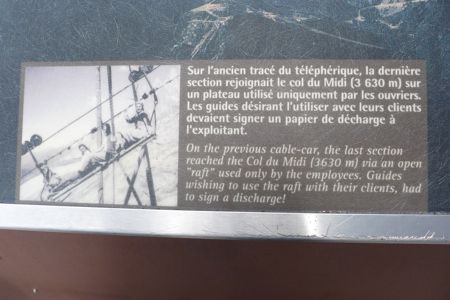 Sur l'ancien tracé du téléphérique, la dernière
section rejoignait le col du Midi (3 630 m) sur
un plateau utilisé uniquement par les ouvriers.
Les guides désirant l'utiliser avec leurs clients
devaient signer un papier de décharge à
l'exploitant.
On the previous cable-car, the last section
reached the Col du Midi (3630 m) via an open
"raft" used only by the employees. Guides
wishing to use the raft with their clients, had
to sign a discharge!